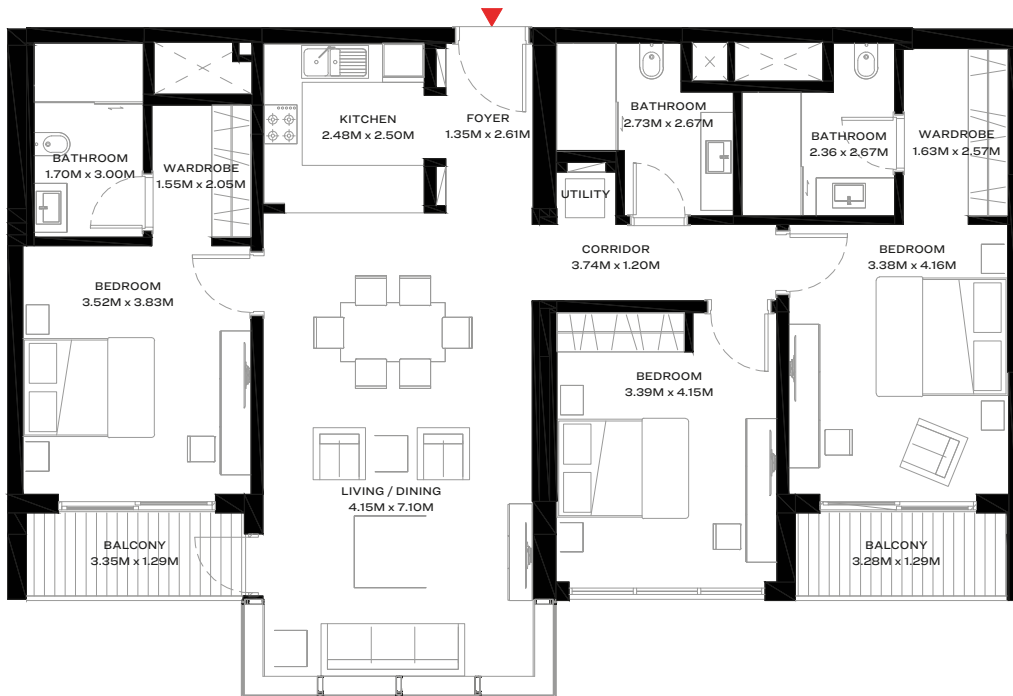 KITCHEN
2.48M x 2.50M
FOYER
1.35M x 2.61M
BATHROOM
2.73M x 2.67M
BATHROOM
2.36 x 2.67M
WARDROBE
1.63M x 2.57M
BATHROOM
1.70M x 3.00M
WARDROBE
1.55M x 2.05M
UTILITY
CORRIDOR
3.74M x 1.20M
BEDROOM
3.38M x 4.16M
BEDROOM
3.52M x 3.83M
BEDROOM
3.39M x 4.15M
LIVING / DINING
4.15M x 7.10M
BALCONY
3.35M x 1.29M
BALCONY
3.28M x 1.29M